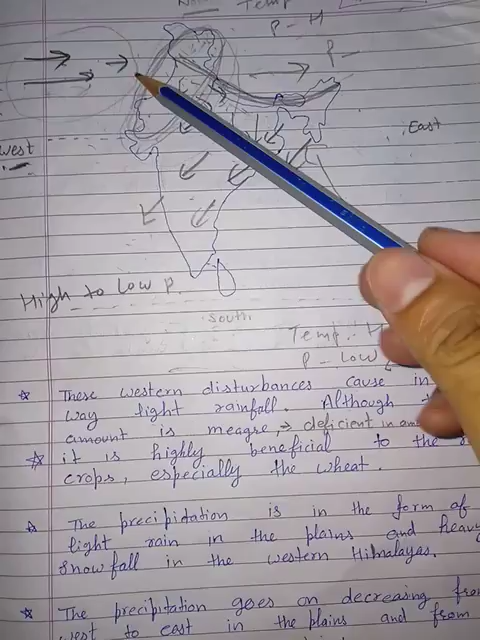 Temp
P - H
P -
East
West
High to low P.
South
Temp. H
P - Low
☆ These western disturbances cause in
way light rainfall. Although
amount is meagre, → deficient in am
☆ it is highly beneficial to the
crops, especially the wheat.
☆ The precipitation is in the form of
light rain in the plains and heavy
snowfall in the western Himalayas.
☆ The precipitation goes on decreasing from
west to east in the plains and from